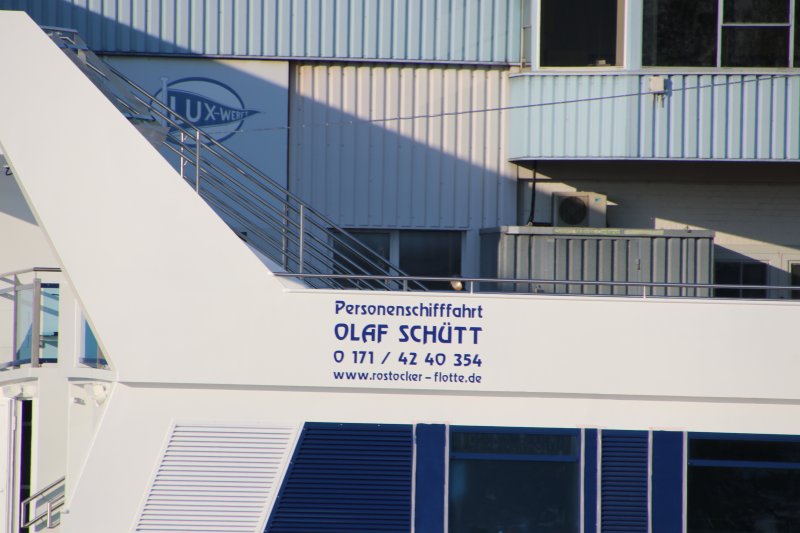 LUX-WERFT
Personenschifffahrt
OLAF SCHÜTT
0 171 / 42 40 354
www.rostocker-flotte.de